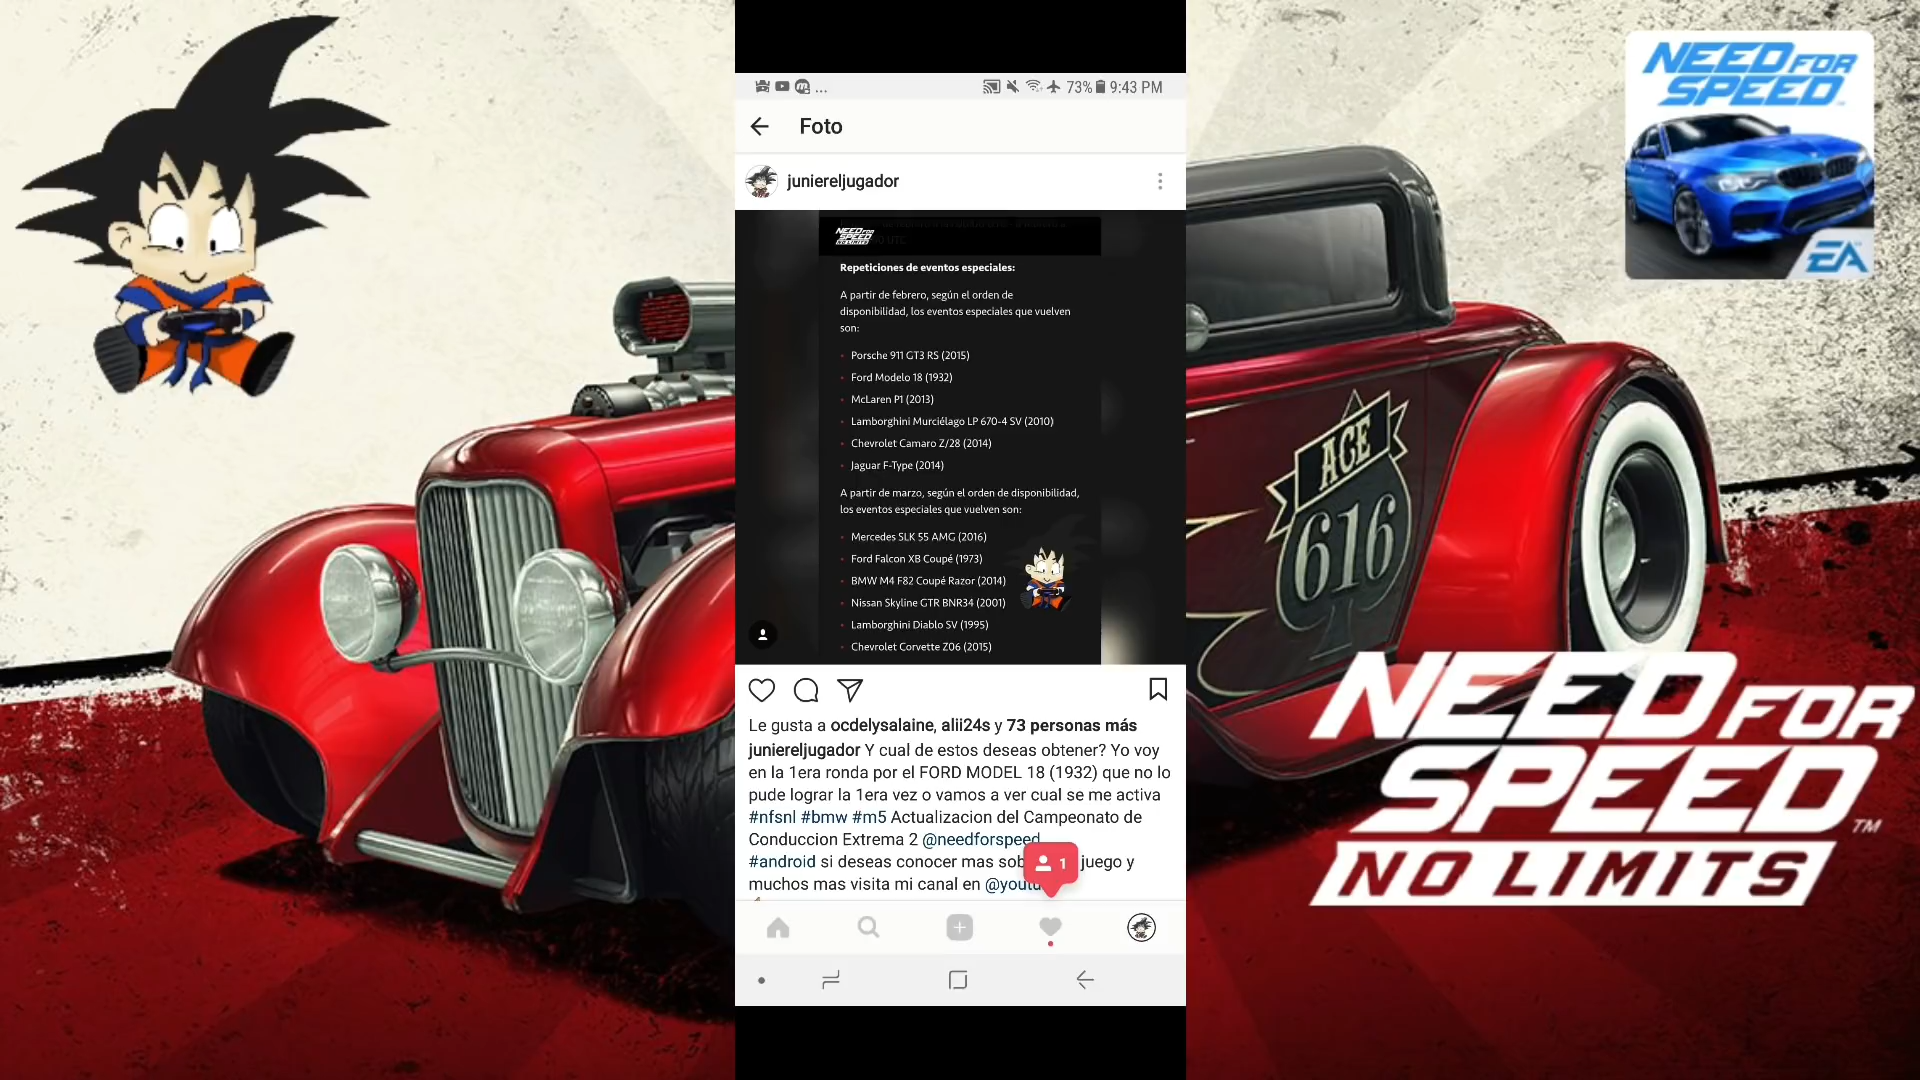 73% 9:43 PM
Foto
juniereljugador
NEED FOR
SPEED
NO LIMITS
Repeticiones de eventos especiales:
A partir de febrero, según el orden de
disponibilidad, los eventos especiales que vuelven
son:
Porsche 911 GT3 RS (2015)
Ford Modelo 18 (1932)
McLaren P1 (2013)
Lamborghini Murciélago LP 670-4 SV (2010)
Chevrolet Camaro Z/28 (2014)
Jaguar F-Type (2014)
A partir de marzo, según el orden de disponibilidad,
los eventos especiales que vuelven son:
Mercedes SLK 55 AMG (2016)
Ford Falcon XB Coupé (1973)
BMW M4 F82 Coupé Razor (2014)
Nissan Skyline GTR BNR34 (2001)
Lamborghini Diablo SV (1995)
Chevrolet Corvette Z06 (2015)
Le gusta a ocdelysalaine, alii24s y 73 personas más
juniereljugador Y cual de estos deseas obtener? Yo voy
en la 1era ronda por el FORD MODEL 18 (1932) que no lo
pude lograr la 1era vez o vamos a ver cual se me activa
#nfsnl #bmw #m5 Actualizacion del Campeonato de
Conduccion Extrema 2 @needforspeed
#android si deseas conocer mas sob juego y
muchos mas visita mi canal en @youtu
1
NEED FOR
SPEED
EA
ACE
616
NEED FOR
SPEED™
NO LIMITS